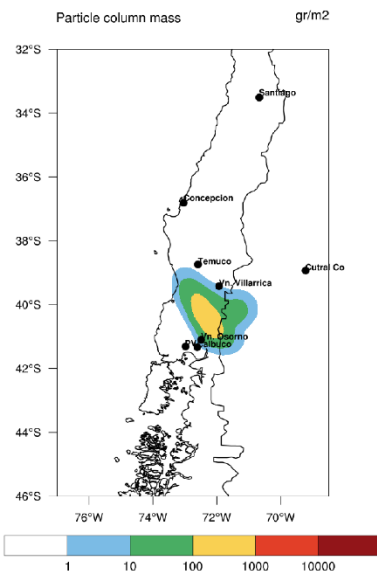 Particle column mass gr/m2
32°S
Santiago
34°S
36°S
Concepcion
38°S
Temuco
Cutral Co
Vn. Villarrica
40°S
Vn. Osorno
42°S
44°S
46°S
76°W 74°W 72°W 70°W
1 10 100 1000 10000